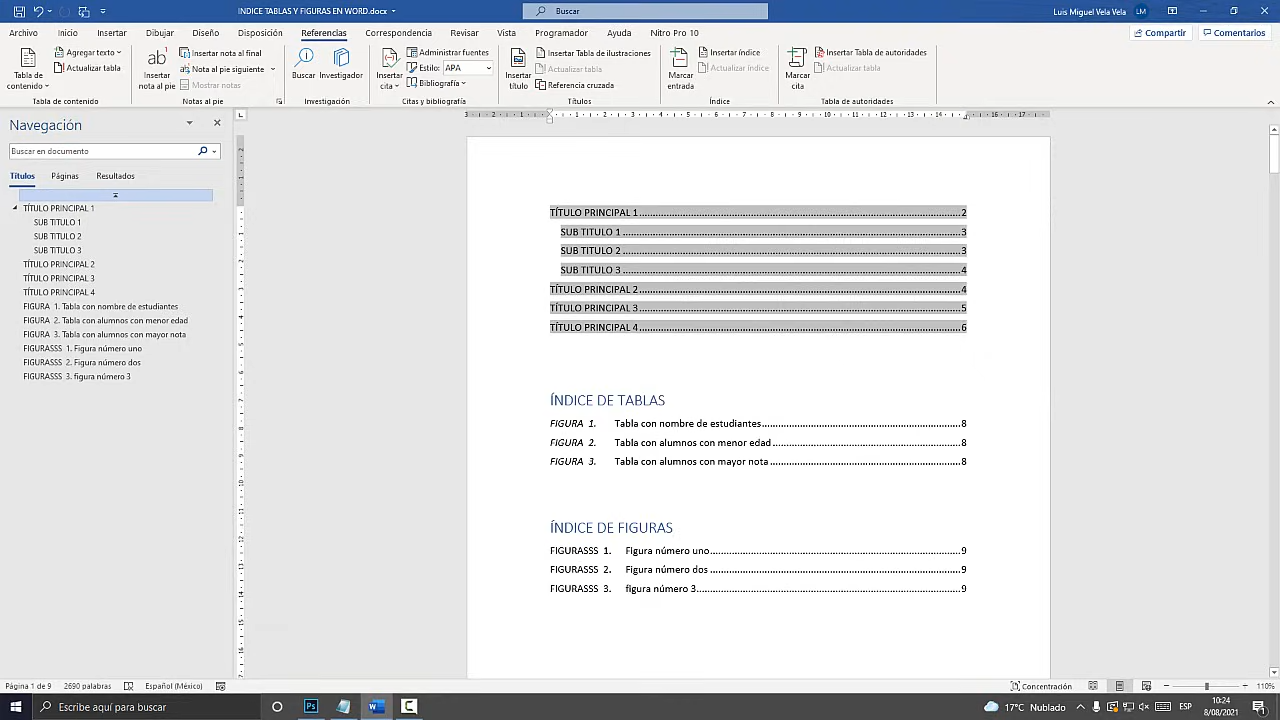 INDICE TABLAS Y FIGURAS EN WORD.docx
Buscar
Luis Miguel Vela Vela
LM
Archivo
Inicio
Insertar
Dibujar
Diseño
Disposición
Referencias
Correspondencia
Revisar
Vista
Programador
Ayuda
Nitro Pro 10
Compartir
Comentarios
Tabla de contenido
Agregar texto
Actualizar tabla
Tabla de contenido
ab
Insertar nota al pie
Insertar nota al final
Nota al pie siguiente
Mostrar notas
Notas al pie
Buscar
Investigador
Investigación
Insertar cita
Administrar fuentes
Estilo: APA
Bibliografía
Citas y bibliografía
Insertar título
Insertar Tabla de ilustraciones
Actualizar tabla
Referencia cruzada
Títulos
Marcar entrada
Insertar índice
Actualizar índice
Índice
Marcar cita
Insertar Tabla de autoridades
Actualizar tabla
Tabla de autoridades
Navegación
Buscar en documento
Títulos
Páginas
Resultados
TÍTULO PRINCIPAL 1
SUB TITULO 1
SUB TITULO 2
SUB TITULO 3
TÍTULO PRINCIPAL 2
TÍTULO PRINCIPAL 3
TÍTULO PRINCIPAL 4
FIGURA 1. Tabla con nombre de estudiantes
FIGURA 2. Tabla con alumnos con menor edad
FIGURA 3. Tabla con alumnos con mayor nota
FIGURASSS 1. Figura número uno
FIGURASSS 2. Figura número dos
FIGURASSS 3. figura número 3
TÍTULO PRINCIPAL 1 2
SUB TITULO 1 3
SUB TITULO 2 3
SUB TITULO 3 4
TÍTULO PRINCIPAL 2 4
TÍTULO PRINCIPAL 3 5
TÍTULO PRINCIPAL 4 6
ÍNDICE DE TABLAS
FIGURA 1. Tabla con nombre de estudiantes 8
FIGURA 2. Tabla con alumnos con menor edad 8
FIGURA 3. Tabla con alumnos con mayor nota 8
ÍNDICE DE FIGURAS
FIGURASSS 1. Figura número uno 9
FIGURASSS 2. Figura número dos 9
FIGURASSS 3. figura número 3 9
Página 1 de 9
2690 palabras
Español (México)
Concentración
110%
Escribe aquí para buscar
Ps
17°C Nublado
ESP
10:24
8/08/2021